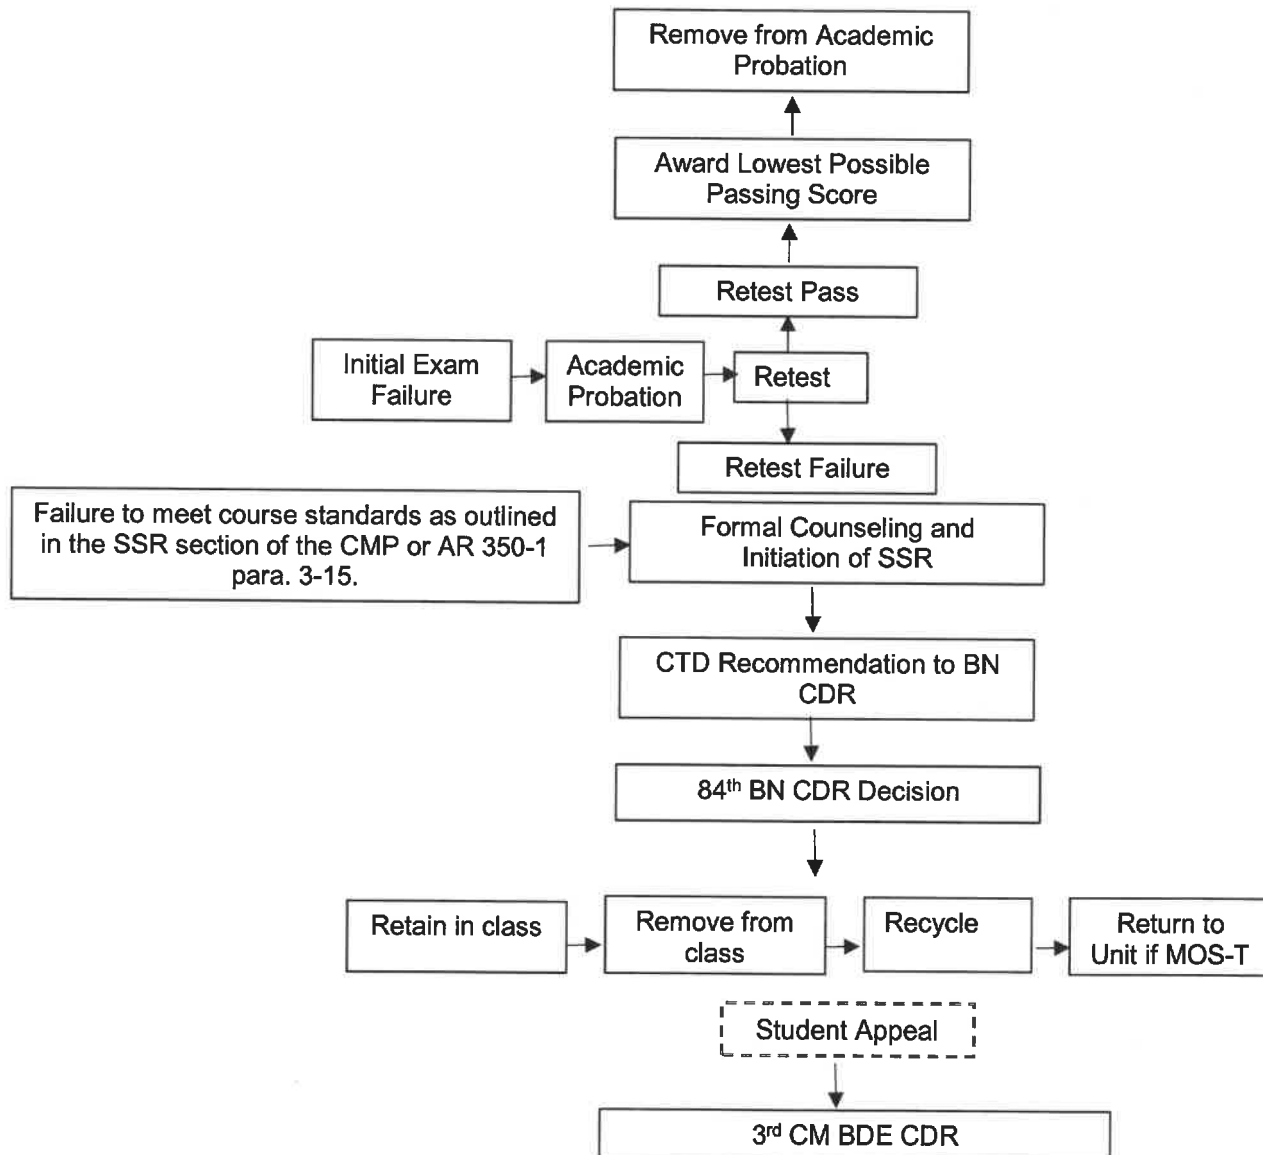 Remove from Academic
Probation
Award Lowest Possible
Passing Score
Retest Pass
Initial Exam
Failure
Academic
Probation
Retest
Retest Failure
Failure to meet course standards as outlined
in the SSR section of the CMP or AR 350-1
para. 3-15.
Formal Counseling and
Initiation of SSR
CTD Recommendation to BN
CDR
84th BN CDR Decision
Retain in class
Remove from
class
Recycle
Return to
Unit if MOS-T
Student Appeal
3rd CM BDE CDR